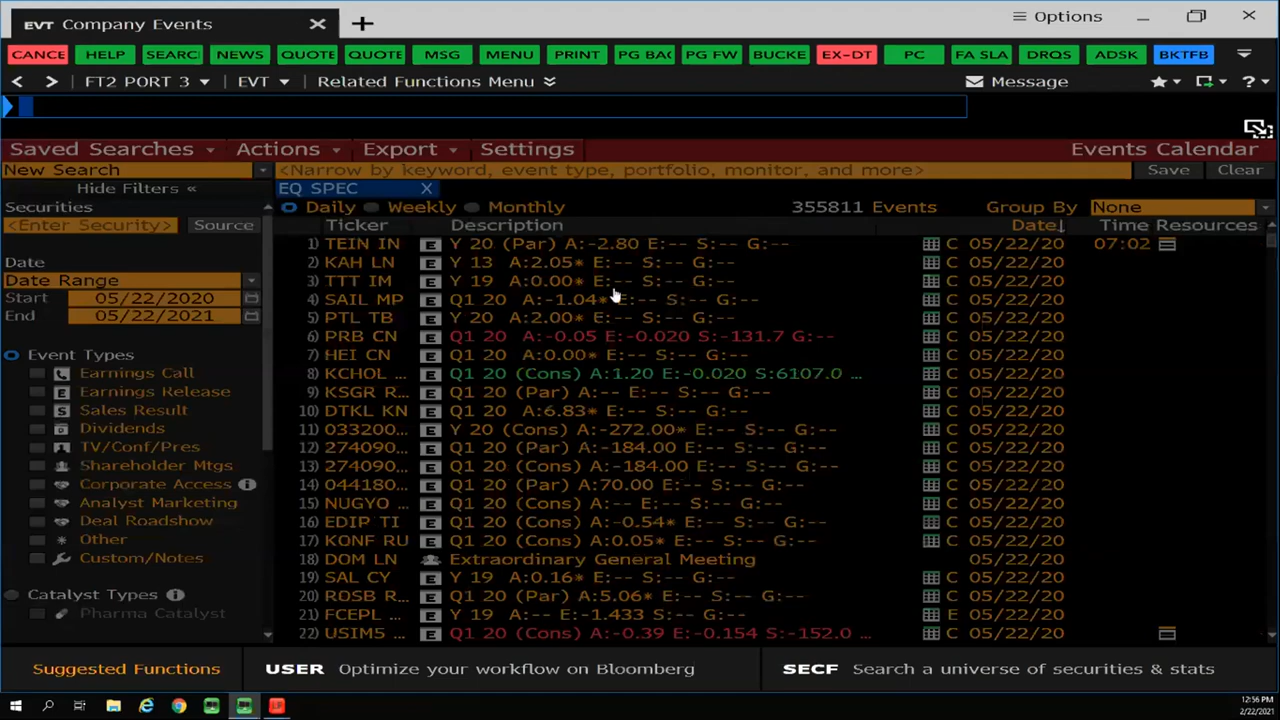 EVT Company Events
Options
CANCE HELP SEARC NEWS QUOTE QUOTE MSG MENU PRINT PG BAC PG FW BUCKE EX-DT PC FA SLA DRQS ADSK BKTFB
FT2 PORT 3 EVT Related Functions Menu Message
Saved Searches Actions Export Settings Events Calendar
New Search <Narrow by keyword, event type, portfolio, monitor, and more> Save Clear
Hide Filters « EQ SPEC X
Securities Daily Weekly Monthly 355811 Events Group By None
<Enter Security> Source Ticker Description Date↓ Time Resources
1) TEIN IN E Y 20 (Par) A:-2.80 E:-- S:-- G:-- C 05/22/20 07:02
Date 2) KAH LN E Y 13 A:2.05* E:-- S:-- G:-- C 05/22/20
Date Range 3) TTT IM E Y 19 A:0.00* E:-- S:-- G:-- C 05/22/20
Start 05/22/2020 4) SAIL MP E Q1 20 A:-1.04* E:-- S:-- G:-- C 05/22/20
End 05/22/2021 5) PTL TB E Y 20 A:2.00* E:-- S:-- G:-- C 05/22/20
6) PRB CN E Q1 20 A:-0.05 E:-0.020 S:-131.7 G:-- C 05/22/20
Event Types 7) HEI CN E Q1 20 A:0.00* E:-- S:-- G:-- C 05/22/20
Earnings Call 8) KCHOL ... E Q1 20 (Cons) A:1.20 E:-0.020 S:6107.0 ... C 05/22/20
Earnings Release 9) KSGR R... E Q1 20 (Par) A:-- E:-- S:-- G:-- C 05/22/20
Sales Result 10) DTKL KN E Q1 20 A:6.83* E:-- S:-- G:-- C 05/22/20
Dividends 11) 033200... E Y 20 (Cons) A:-272.00* E:-- S:-- G:-- C 05/22/20
TV/Conf/Pres 12) 274090... E Q1 20 (Par) A:-184.00 E:-- S:-- G:-- C 05/22/20
Shareholder Mtgs 13) 274090... E Q1 20 (Cons) A:-184.00 E:-- S:-- G:-- C 05/22/20
Corporate Access 14) 044180... E Q1 20 (Par) A:70.00 E:-- S:-- G:-- C 05/22/20
Analyst Marketing 15) NUGYO ... E Q1 20 (Cons) A:-- E:-- S:-- G:-- C 05/22/20
Deal Roadshow 16) EDIP TI E Q1 20 (Cons) A:-0.54* E:-- S:-- G:-- C 05/22/20
Other 17) KONF RU E Q1 20 (Cons) A:0.05* E:-- S:-- G:-- C 05/22/20
Custom/Notes 18) DOM LN Extraordinary General Meeting 05/22/20
19) SAL CY E Y 19 A:0.16* E:-- S:-- G:-- C 05/22/20
Catalyst Types 20) ROSB R... E Q1 20 (Par) A:5.06* E:-- S:-- G:-- C 05/22/20
Pharma Catalyst 21) FCEPL ... E Y 19 A:-- E:-1.433 S:-- G:-- E 05/22/20
22) USIM5 ... E Q1 20 (Cons) A:-0.39 E:-0.154 S:-152.0 ... C 05/22/20
Suggested Functions USER Optimize your workflow on Bloomberg SECF Search a universe of securities & stats
12:56 PM
2/22/2021